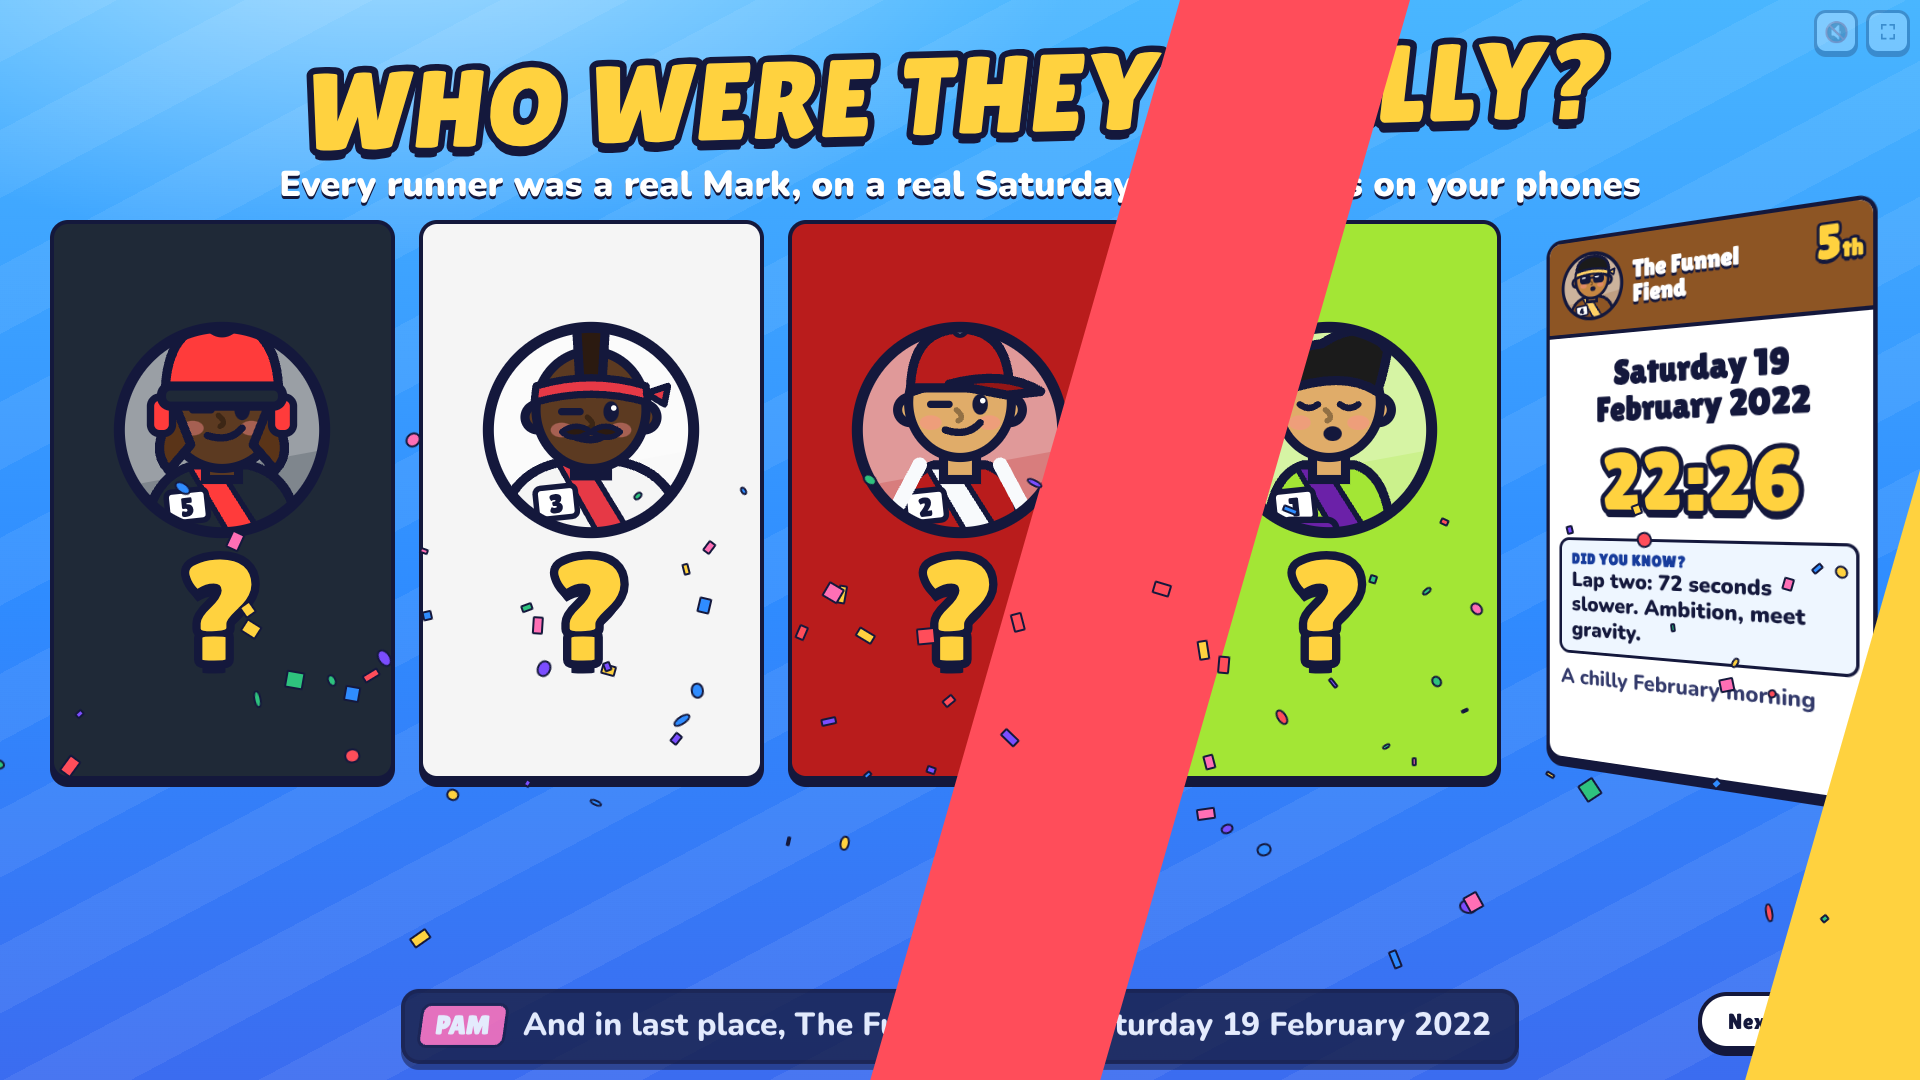 WHO WERE THEY LLY?
Every runner was a real Mark, on a real Saturday s on your phones
5
3
2
1
The Funnel
Fiend
5th
4
Saturday 19
February 2022
22:26
DID YOU KNOW?
Lap two: 72 seconds
slower. Ambition, meet
gravity.
A chilly February morning
PAM And in last place, The Fu turday 19 February 2022
Nex